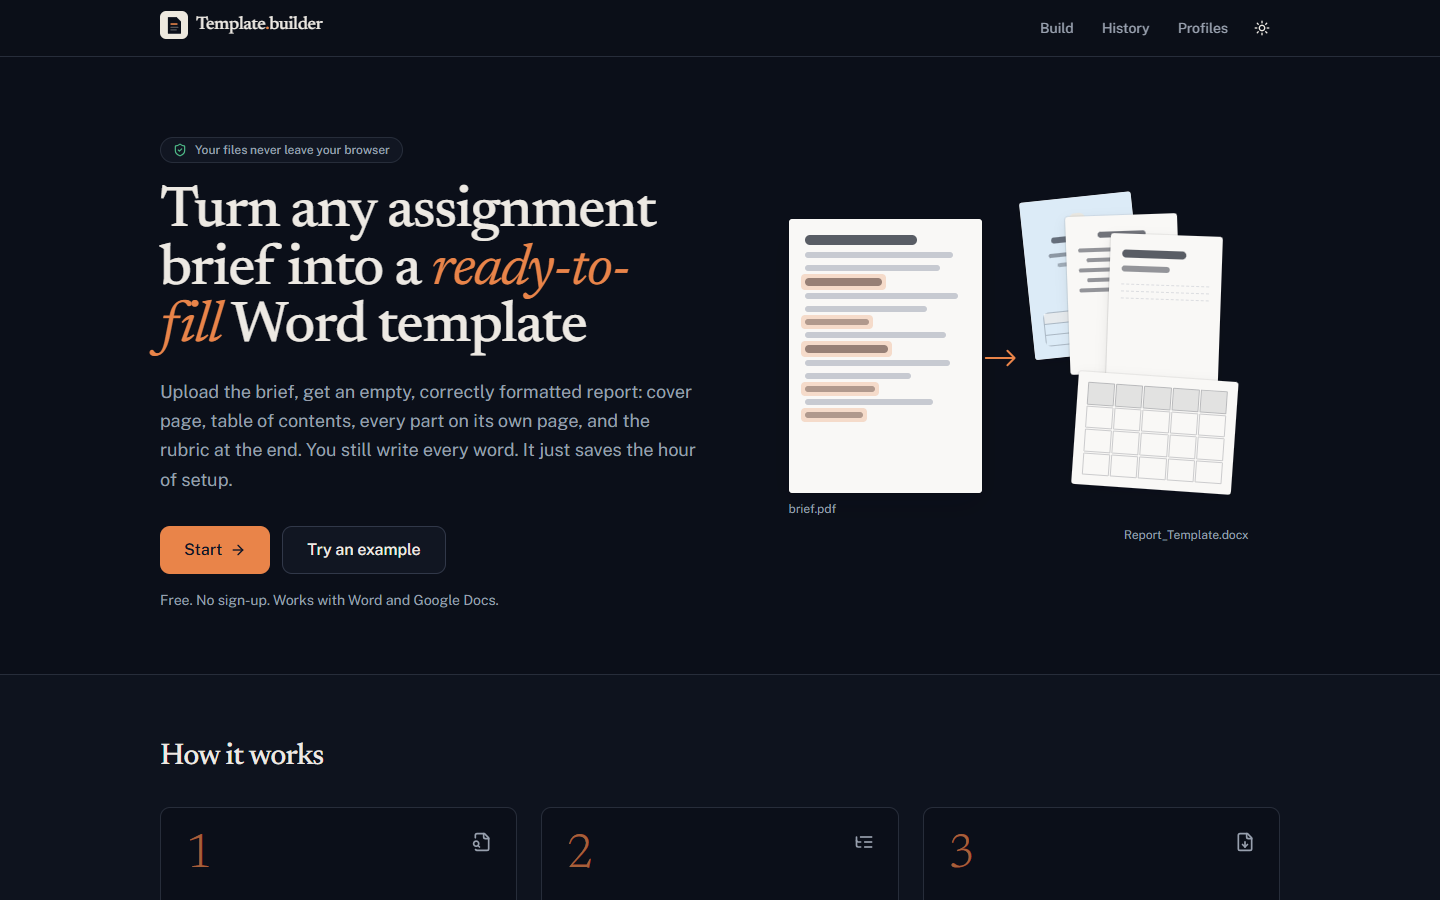 Template.builder
Build
History
Profiles
Your files never leave your browser
Turn any assignment
brief into a ready-to-
fill Word template
Upload the brief, get an empty, correctly formatted report: cover
page, table of contents, every part on its own page, and the
rubric at the end. You still write every word. It just saves the hour
of setup.
Start
Try an example
Free. No sign-up. Works with Word and Google Docs.
brief.pdf
Report_Template.docx
How it works
1
2
3